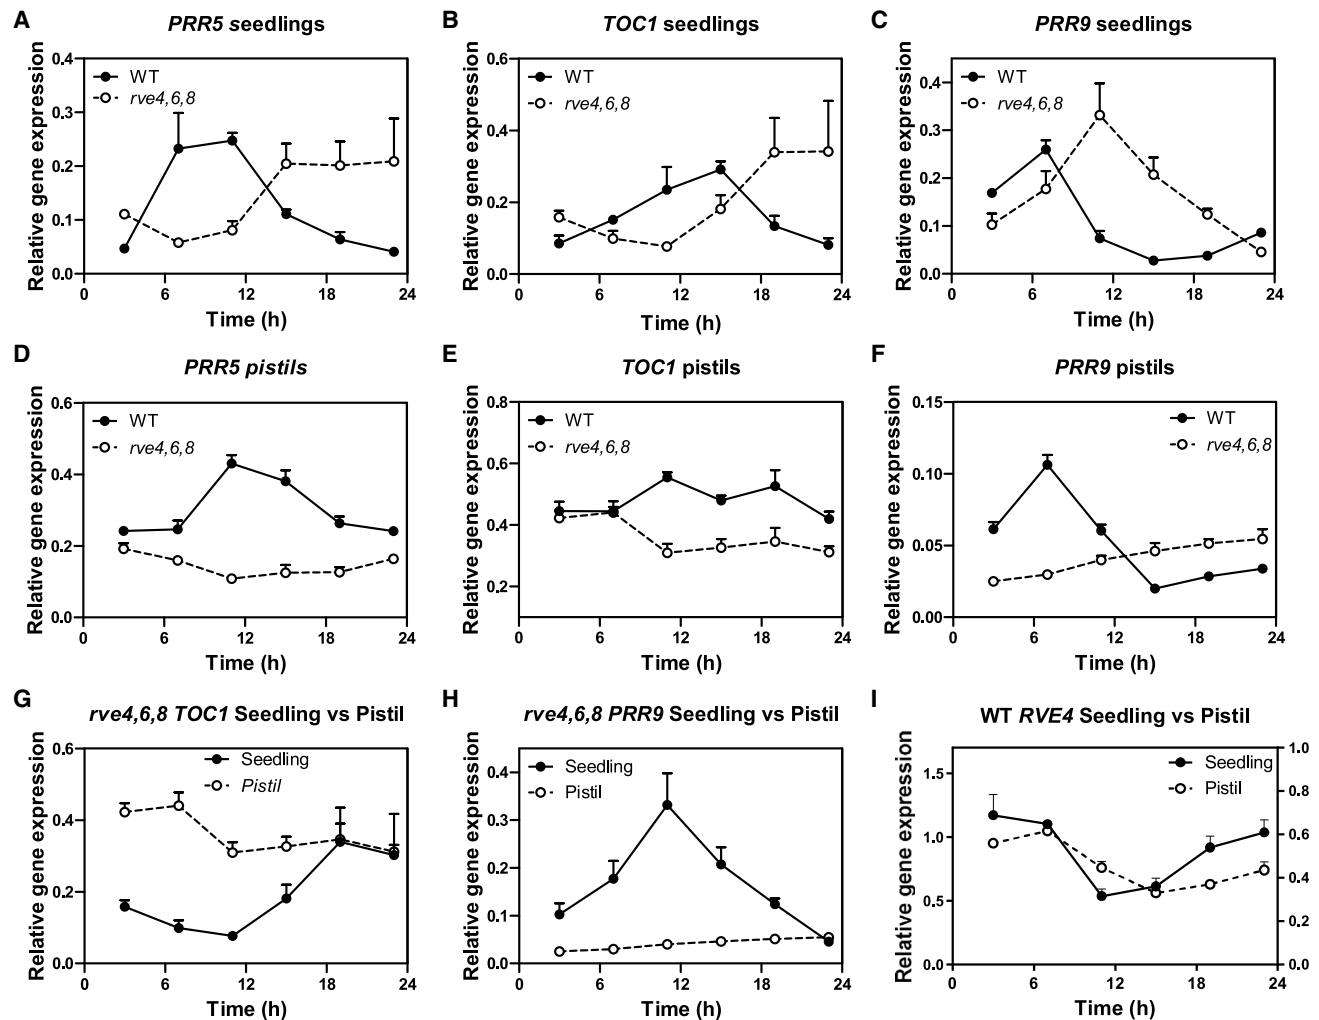 A
PRR5 seedlings
Relative gene expression
0.4
0.3
0.2
0.1
0.0
WT
rve4,6,8
0 6 12 18 24
Time (h)
B
TOC1 seedlings
Relative gene expression
0.6
0.4
0.2
0.0
WT
rve4,6,8
0 6 12 18 24
Time (h)
C
PRR9 seedlings
Relative gene expression
0.4
0.3
0.2
0.1
0.0
WT
rve4,6,8
0 6 12 18 24
Time (h)
D
PRR5 pistils
Relative gene expression
0.6
0.4
0.2
0.0
WT
rve4,6,8
0 6 12 18 24
Time (h)
E
TOC1 pistils
Relative gene expression
0.8
0.6
0.4
0.2
WT
rve4,6,8
0 6 12 18 24
Time (h)
F
PRR9 pistils
Relative gene expression
0.15
0.10
0.05
0.00
WT
rve4,6,8
0 6 12 18 24
Time (h)
G
rve4,6,8 TOC1 Seedling vs Pistil
Relative gene expression
0.6
0.4
0.2
0.0
Seedling
Pistil
0 6 12 18 24
Time (h)
H
rve4,6,8 PRR9 Seedling vs Pistil
Relative gene expression
0.4
0.3
0.2
0.1
0.0
Seedling
Pistil
0 6 12 18 24
Time (h)
I
WT RVE4 Seedling vs Pistil
Relative gene expression
1.5
1.0
0.5
0.0
Seedling
Pistil
1.0
0.8
0.6
0.4
0.2
0.0
0 6 12 18 24
Time (h)